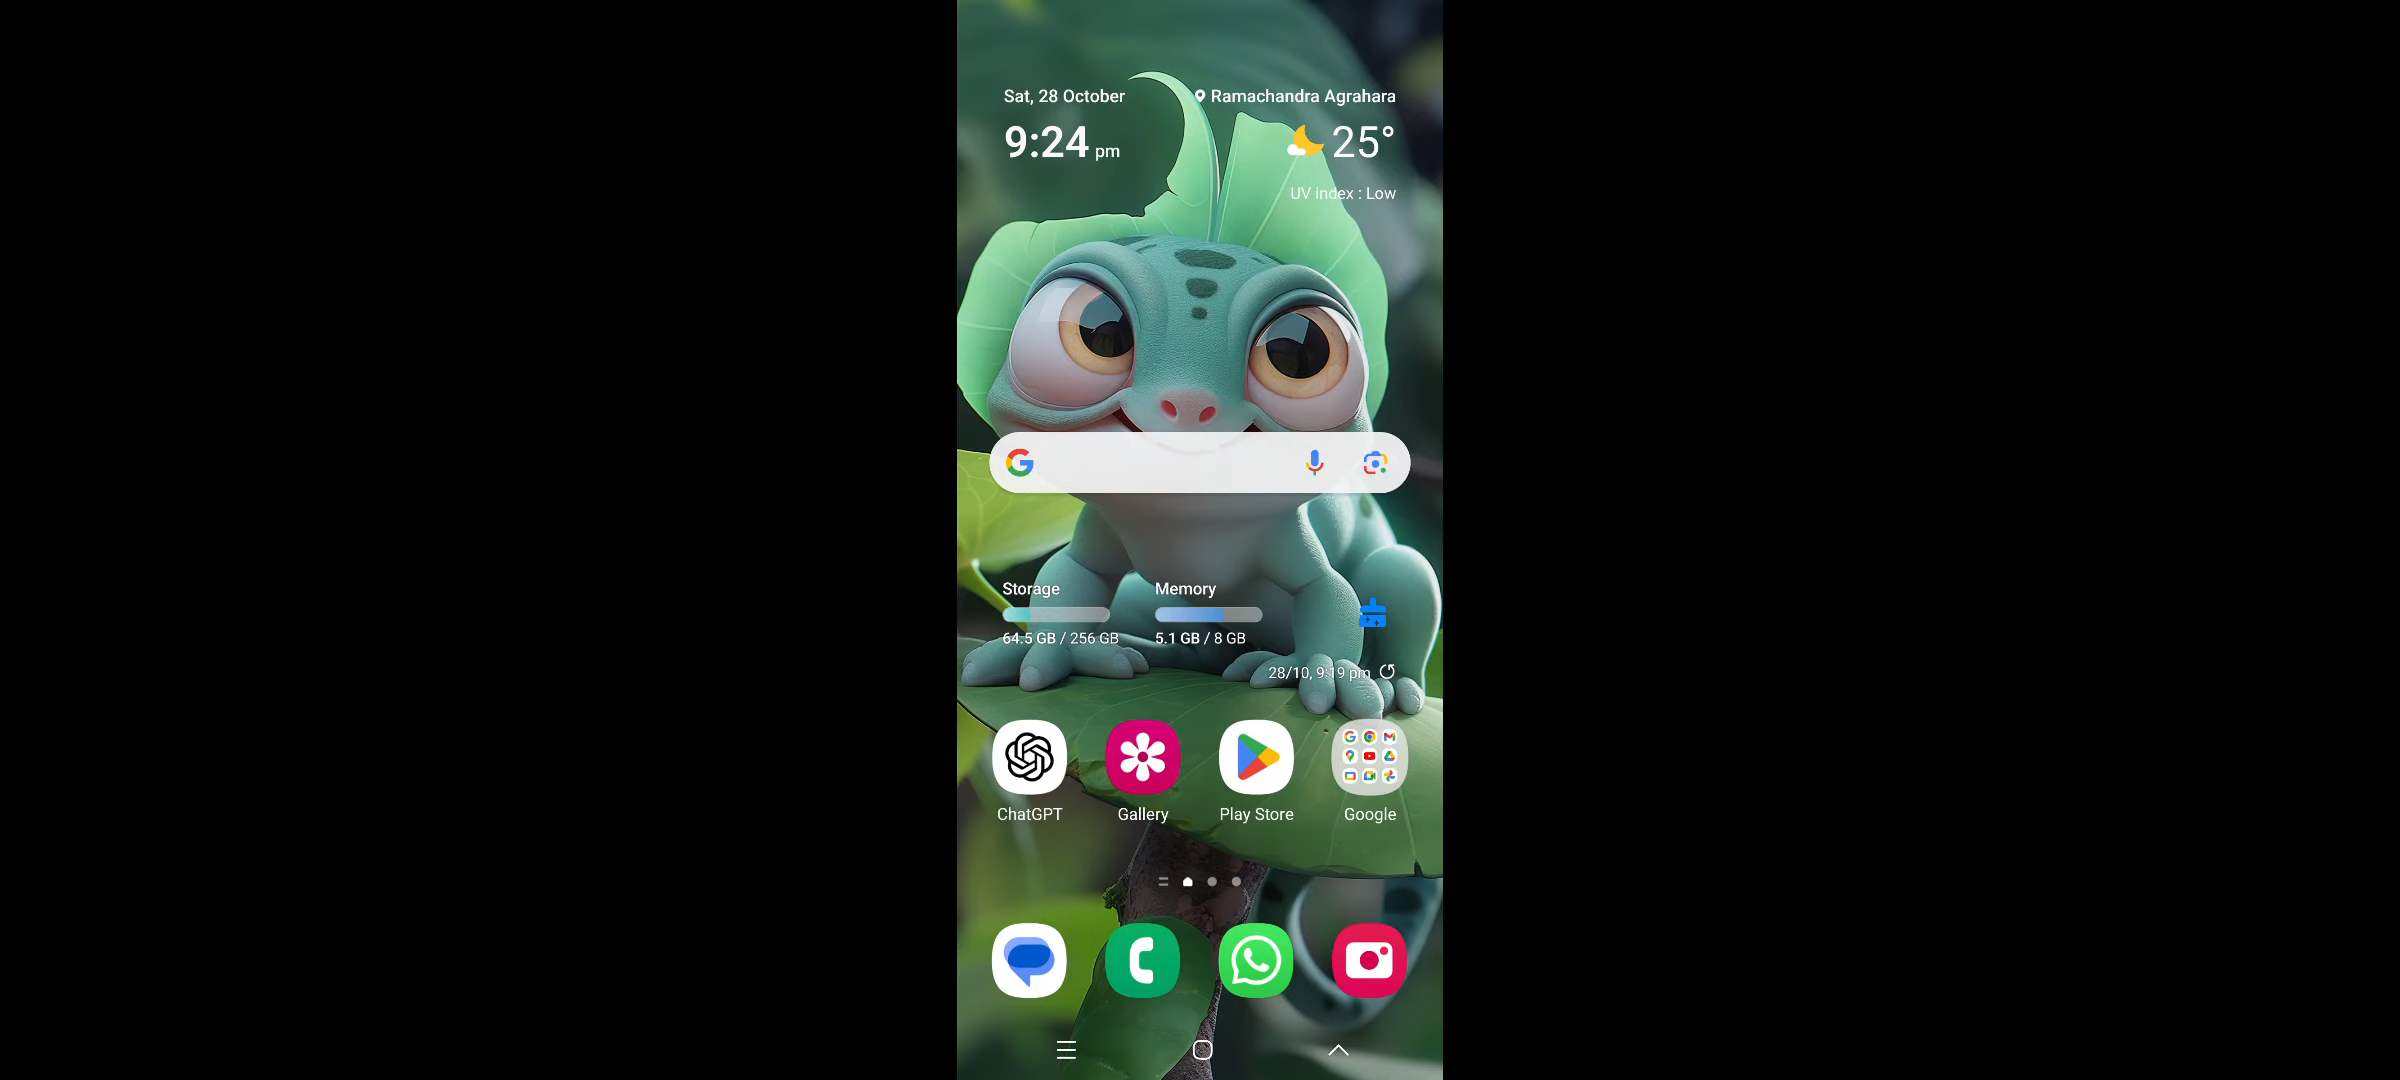 Sat, 28 October
Ramachandra Agrahara
9:24 pm
25°
UV index : Low
Storage
Memory
64.5 GB / 256 GB
5.1 GB / 8 GB
28/10, 9:19 pm
ChatGPT
Gallery
Play Store
Google